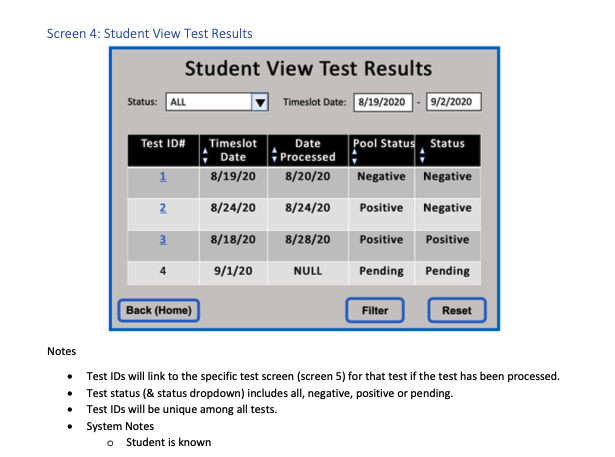 Screen 4: Student View Test Results
Student View Test Results
Status: ALL Timeslot Date: 8/19/2020 - 9/2/2020
Test ID# Timeslot Date Date Processed Pool Status Status
1 8/19/20 8/20/20 Negative Negative
2 8/24/20 8/24/20 Positive Negative
3 8/18/20 8/28/20 Positive Positive
4 9/1/20 NULL Pending Pending
Back (Home) Filter Reset
Notes
• Test IDs will link to the specific test screen (screen 5) for that test if the test has been processed.
• Test status (& status dropdown) includes all, negative, positive or pending.
• Test IDs will be unique among all tests.
• System Notes
o Student is known